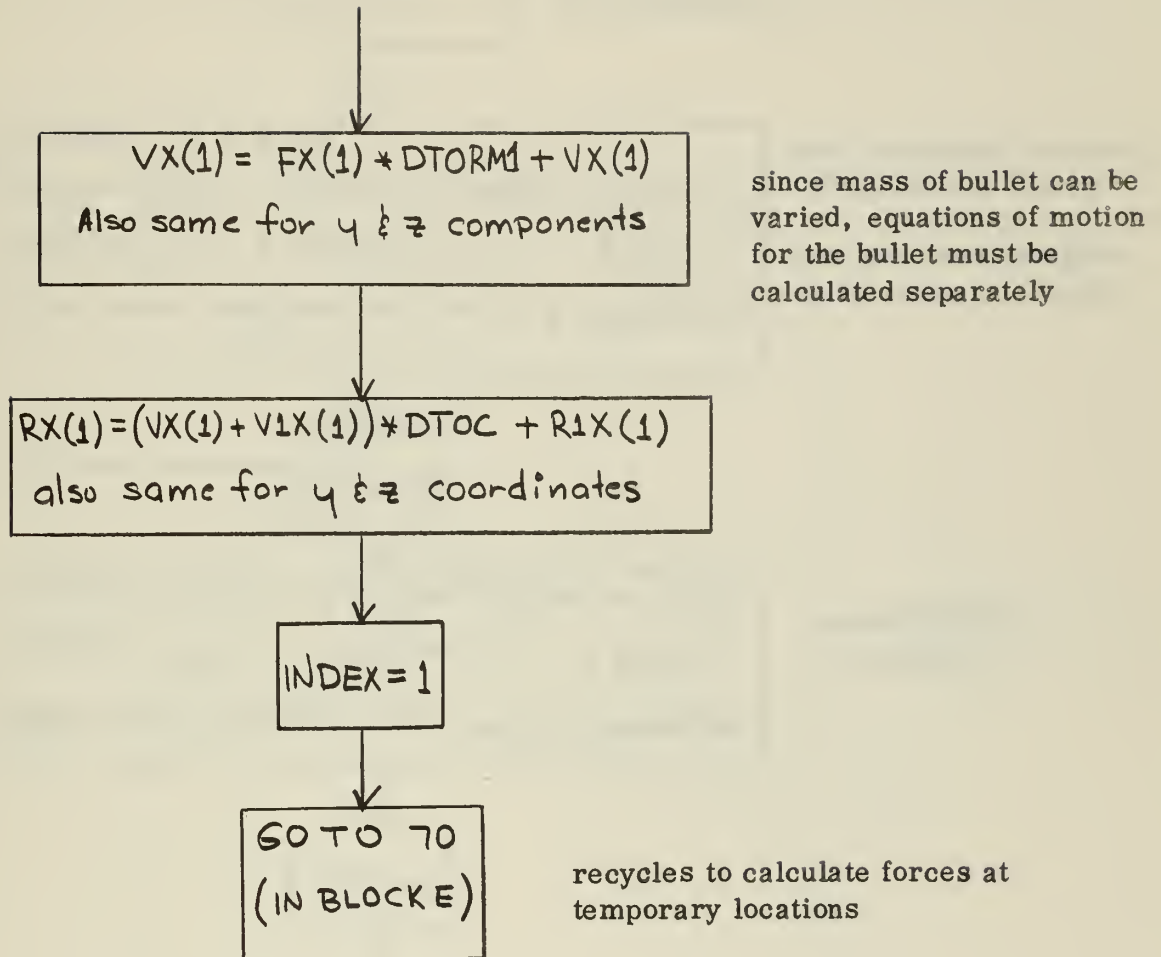 VX(1) = FX(1) * DTORM1 + VX(1)
Also same for y & z components
since mass of bullet can be
varied, equations of motion
for the bullet must be
calculated separately
RX(1) = (VX(1) + V1X(1)) * DTOC + R1X(1)
also same for y & z coordinates
INDEX = 1
GO TO 70
(IN BLOCK E)
recycles to calculate forces at
temporary locations